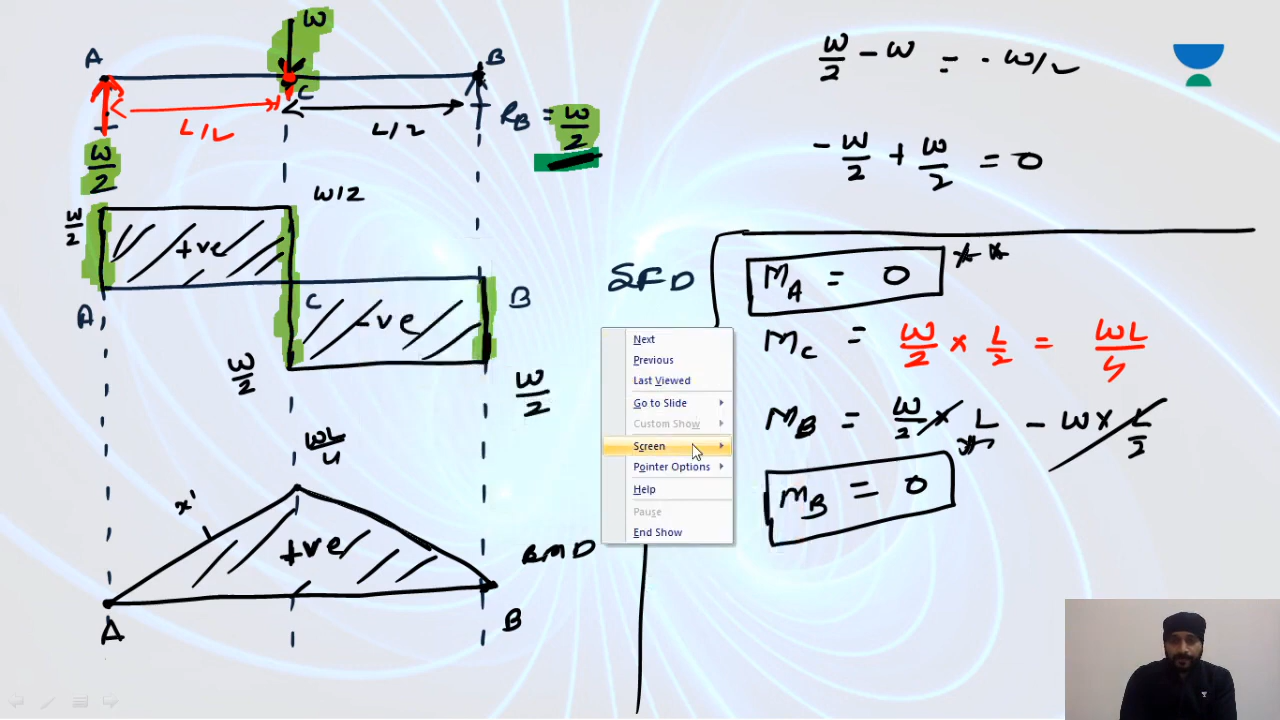 W
A
B
C
L/2
L/2
R_B = W/2
W/2
W/2
W/2
+ve
A
C
B
-ve
SFD
W/2
W/2
WL/4
x'
+ve
BMD
A
B
W/2 - W = -W/2
-W/2 + W/2 = 0
M_A = 0 **
M_C = W/2 × L/2 = WL/4
M_B = W/2 × L - W × L/2
M_B = 0
Next
Previous
Last Viewed
Go to Slide
Custom Show
Screen
Pointer Options
Help
Pause
End Show